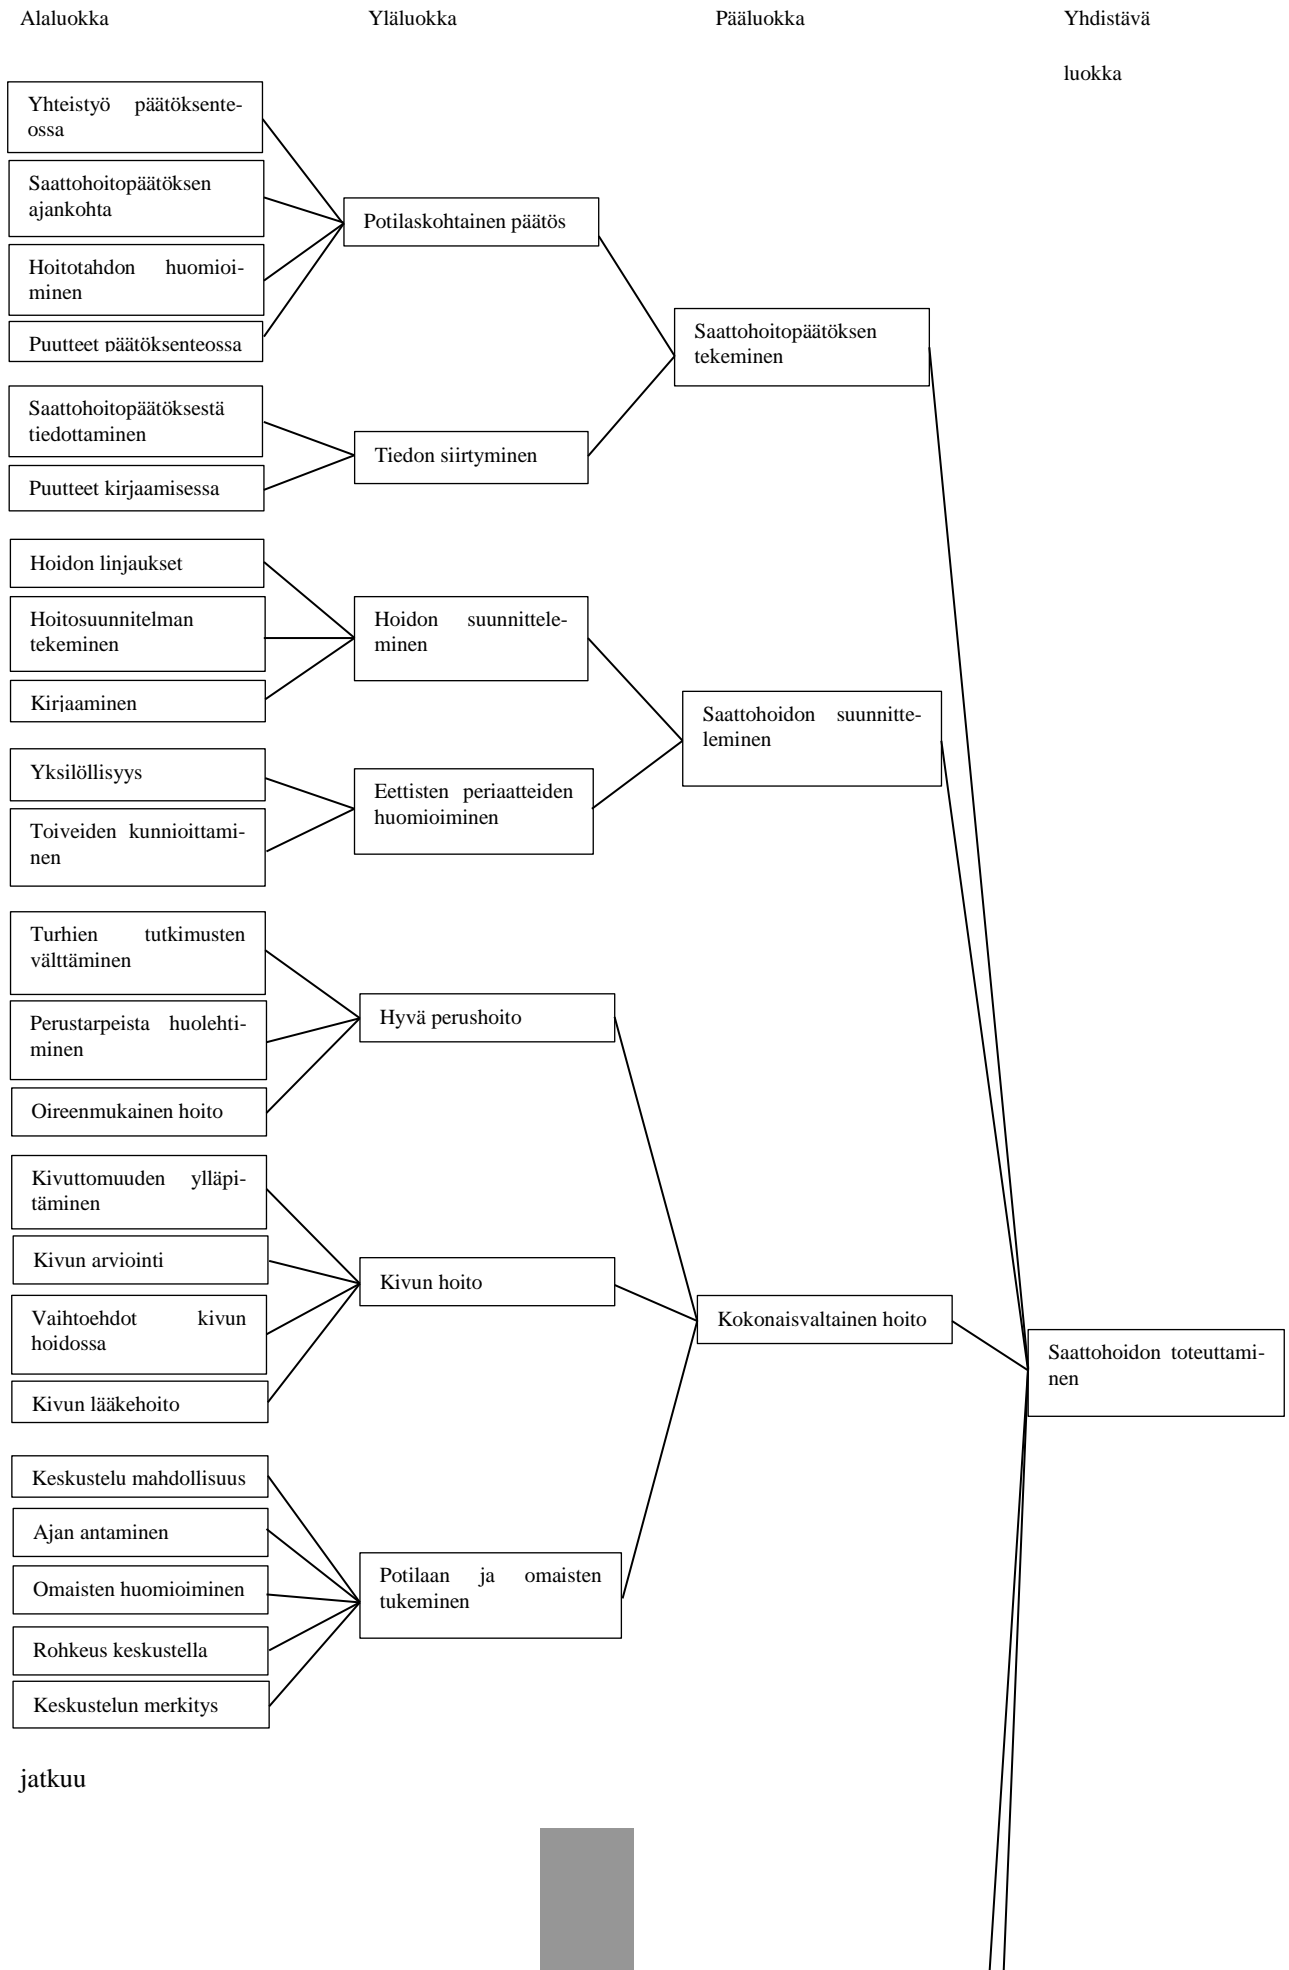 Alaluokka
Yläluokka
Pääluokka
Yhdistävä
luokka
Yhteistyö päätöksente-
ossa
Saattohoitopäätöksen
ajankohta
Hoitotahdon huomioi-
minen
Puutteet päätöksenteossa
Potilaskohtainen päätös
Saattohoitopäätöksestä
tiedottaminen
Puutteet kirjaamisessa
Tiedon siirtyminen
Saattohoitopäätöksen
tekeminen
Hoidon linjaukset
Hoitosuunnitelman
tekeminen
Kirjaaminen
Hoidon suunnittele-
minen
Yksilöllisyys
Toiveiden kunnioittami-
nen
Eettisten periaatteiden
huomioiminen
Saattohoidon suunnitte-
leminen
Turhien tutkimusten
välttäminen
Perustarpeista huolehti-
minen
Oireenmukainen hoito
Hyvä perushoito
Kivuttomuuden ylläpi-
täminen
Kivun arviointi
Vaihtoehdot kivun
hoidossa
Kivun lääkehoito
Kivun hoito
Kokonaisvaltainen hoito
Saattohoidon toteuttami-
nen
Keskustelu mahdollisuus
Ajan antaminen
Omaisten huomioiminen
Rohkeus keskustella
Keskustelun merkitys
Potilaan ja omaisten
tukeminen
jatkuu